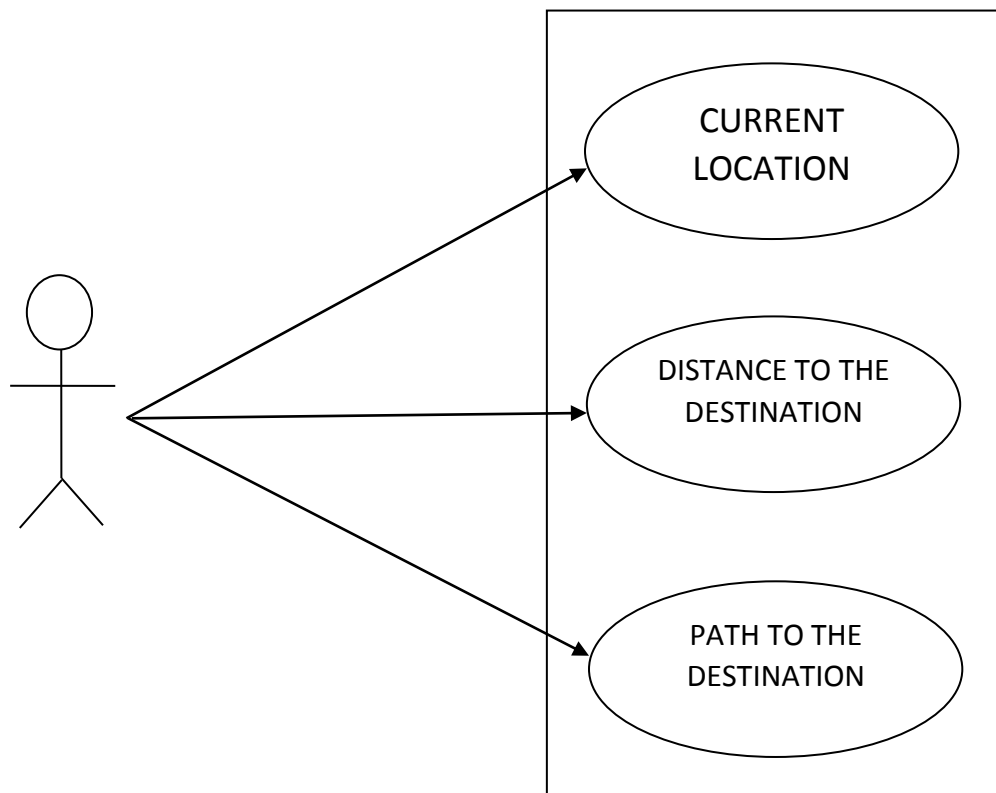 CURRENT
LOCATION
DISTANCE TO THE
DESTINATION
PATH TO THE
DESTINATION